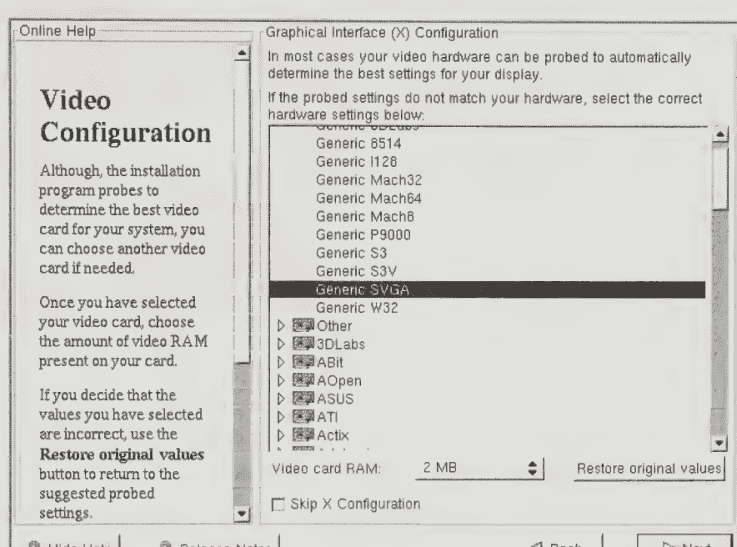 Online Help
Video
Configuration
Although, the installation
program probes to
determine the best video
card for your system, you
can choose another video
card if needed.
Once you have selected
your video card, choose
the amount of video RAM
present on your card.
If you decide that the
values you have selected
are incorrect, use the
Restore original values
button to return to the
suggested probed
settings.
Graphical Interface (X) Configuration
In most cases your video hardware can be probed to automatically
determine the best settings for your display.
If the probed settings do not match your hardware, select the correct
hardware settings below:
Generic 3DLabs
Generic 8514
Generic I128
Generic Mach32
Generic Mach64
Generic Mach8
Generic P9000
Generic S3
Generic S3V
Generic SVGA
Generic W32
Other
3DLabs
ABit
AOpen
ASUS
ATI
Actix
Video card RAM: 2 MB Restore original values
Skip X Configuration
Hide Help Release Notes Back Next